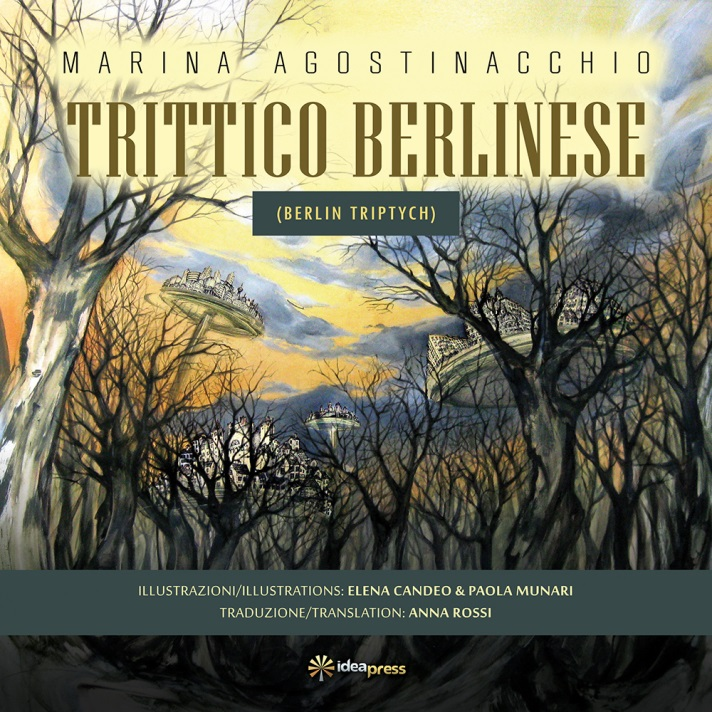 MARINA AGOSTINACCHIO
TRITTICO BERLINESE
(BERLIN TRIPTYCH)
ILLUSTRAZIONI/ILLUSTRATIONS: ELENA CANDEO & PAOLA MUNARI
TRADUZIONE/TRANSLATION: ANNA ROSSI
ideapress